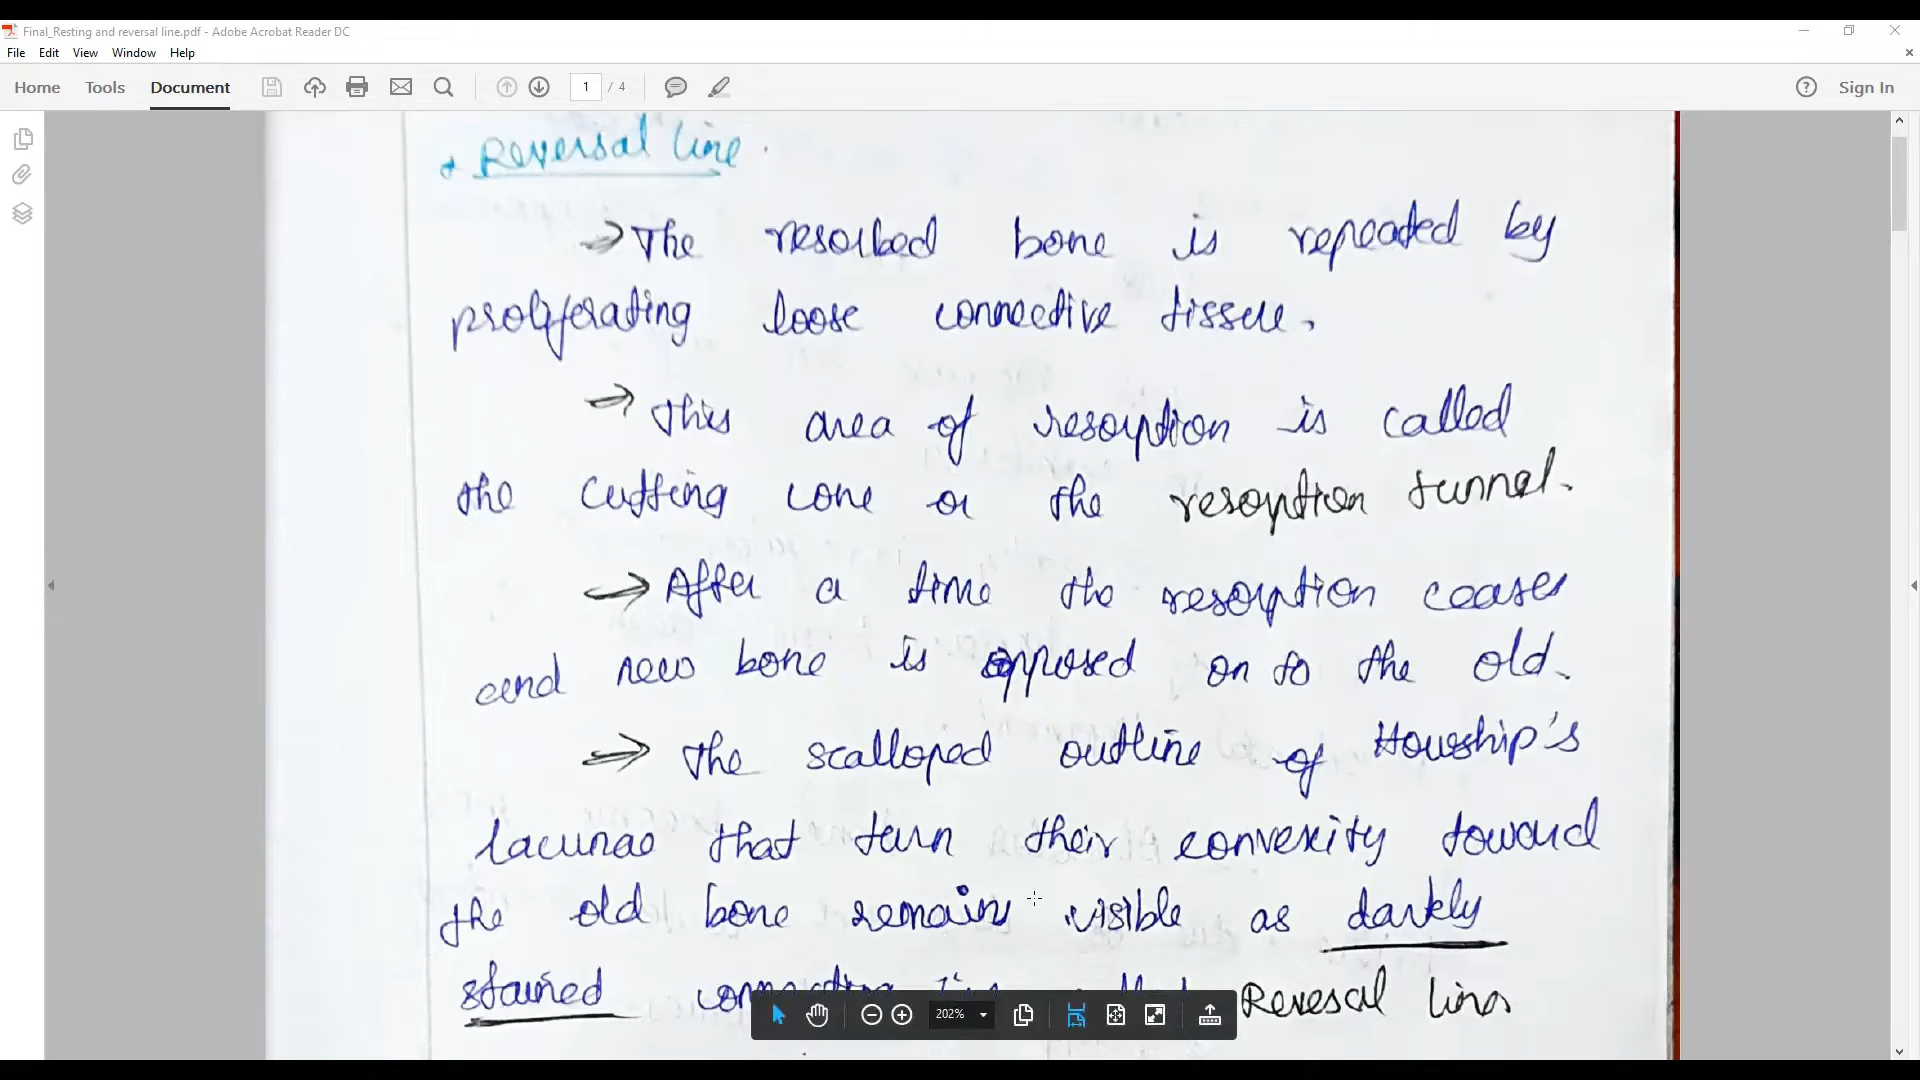 Final_Resting and reversal line.pdf - Adobe Acrobat Reader DC
File Edit View Window Help
Home Tools Document 1 / 4 Sign In
Reversal line.
→ The resorbed bone is repeated by
proliferating loose connective tissue.
→ This area of resorption is called
the cutting cone or the resorption tunnel.
→ After a time the resorption ceases
and new bone is opposed on to the old.
⇒ The scalloped outline of Howship's
lacunae that turn their convexity toward
the old bone remains visible as darkly
stained Reversal lines
202%